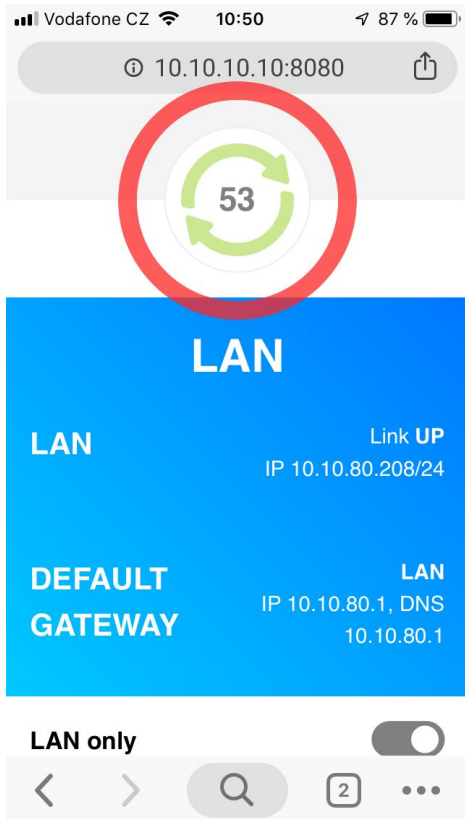 Vodafone CZ 10:50 87 %
10.10.10.10:8080
53
LAN
LAN
Link UP
IP 10.10.80.208/24
DEFAULT GATEWAY
LAN
IP 10.10.80.1, DNS
10.10.80.1
LAN only
2